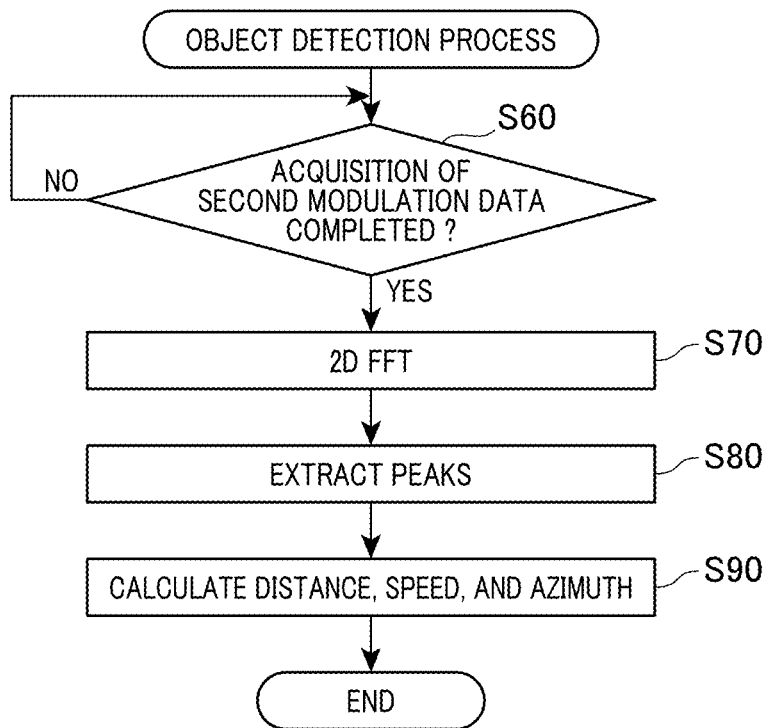 OBJECT DETECTION PROCESS
S60
ACQUISITION OF
SECOND MODULATION DATA
COMPLETED ?
NO
YES
2D FFT
S70
EXTRACT PEAKS
S80
CALCULATE DISTANCE, SPEED, AND AZIMUTH
S90
END